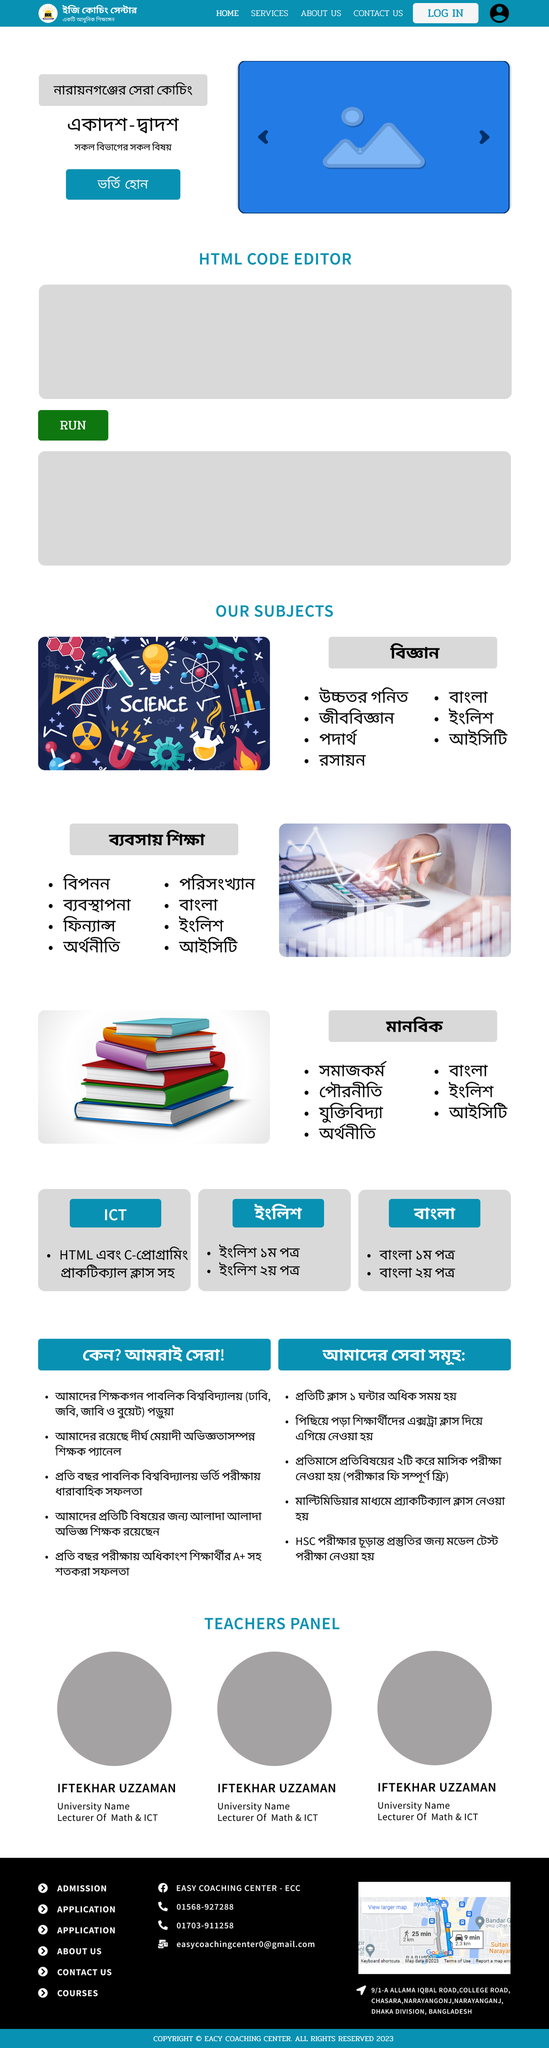 ইজি কোচিং সেন্টার
একটি আধুনিক শিক্ষাঙ্গন
HOME SERVICES ABOUT US CONTACT US LOG IN
নারায়নগঞ্জের সেরা কোচিং
একাদশ-দ্বাদশ
সকল বিভাগের সকল বিষয়
ভর্তি হোন
HTML CODE EDITOR
RUN
OUR SUBJECTS
SCIENCE
বিজ্ঞান
উচ্চতর গনিত
জীববিজ্ঞান
পদার্থ
রসায়ন
বাংলা
ইংলিশ
আইসিটি
ব্যবসায় শিক্ষা
বিপনন
ব্যবস্থাপনা
ফিন্যান্স
অর্থনীতি
পরিসংখ্যান
বাংলা
ইংলিশ
আইসিটি
মানবিক
সমাজকর্ম
পৌরনীতি
যুক্তিবিদ্যা
অর্থনীতি
বাংলা
ইংলিশ
আইসিটি
ICT
HTML এবং C-প্রোগ্রামিং
প্রাকটিক্যাল ক্লাস সহ
ইংলিশ
ইংলিশ ১ম পত্র
ইংলিশ ২য় পত্র
বাংলা
বাংলা ১ম পত্র
বাংলা ২য় পত্র
কেন? আমরাই সেরা!
আমাদের শিক্ষকগন পাবলিক বিশ্ববিদ্যালয় (ঢাবি,
জবি, জাবি ও বুয়েট) পড়ুয়া
আমাদের রয়েছে দীর্ঘ মেয়াদী অভিজ্ঞতাসম্পন্ন
শিক্ষক প্যানেল
প্রতি বছর পাবলিক বিশ্ববিদ্যালয় ভর্তি পরীক্ষায়
ধারাবাহিক সফলতা
আমাদের প্রতিটি বিষয়ের জন্য আলাদা আলাদা
অভিজ্ঞ শিক্ষক রয়েছেন
প্রতি বছর পরীক্ষায় অধিকাংশ শিক্ষার্থীর A+ সহ
শতকরা সফলতা
আমাদের সেবা সমূহ:
প্রতিটি ক্লাস ১ ঘন্টার অধিক সময় হয়
পিছিয়ে পড়া শিক্ষার্থীদের এক্সট্রা ক্লাস দিয়ে
এগিয়ে নেওয়া হয়
প্রতিমাসে প্রতিবিষয়ের ২টি করে মাসিক পরীক্ষা
নেওয়া হয় (পরীক্ষার ফি সম্পূর্ণ ফ্রি)
মাল্টিমিডিয়ার মাধ্যমে প্র্যাকটিক্যাল ক্লাস নেওয়া
হয়
HSC পরীক্ষার চূড়ান্ত প্রস্তুতির জন্য মডেল টেস্ট
পরীক্ষা নেওয়া হয়
TEACHERS PANEL
IFTEKHAR UZZAMAN
University Name
Lecturer Of Math & ICT
IFTEKHAR UZZAMAN
University Name
Lecturer Of Math & ICT
IFTEKHAR UZZAMAN
University Name
Lecturer Of Math & ICT
ADMISSION
APPLICATION
APPLICATION
ABOUT US
CONTACT US
COURSES
EASY COACHING CENTER - ECC
01568-927288
01703-911258
easycoachingcenter0@gmail.com
View larger map
ayangan
Bandar
25 min
2 km
9 min
2.3 km
Sultan
Naraya
Google
Keyboard shortcuts Map data ©2023 Terms of Use Report a map err
9/1-A ALLAMA IQBAL ROAD,COLLEGE ROAD,
CHASARA,NARAYANGONJ,NARAYANGANJ,
DHAKA DIVISION, BANGLADESH
COPYRIGHT © EACY COACHING CENTER. ALL RIGHTS RESERVED 2023